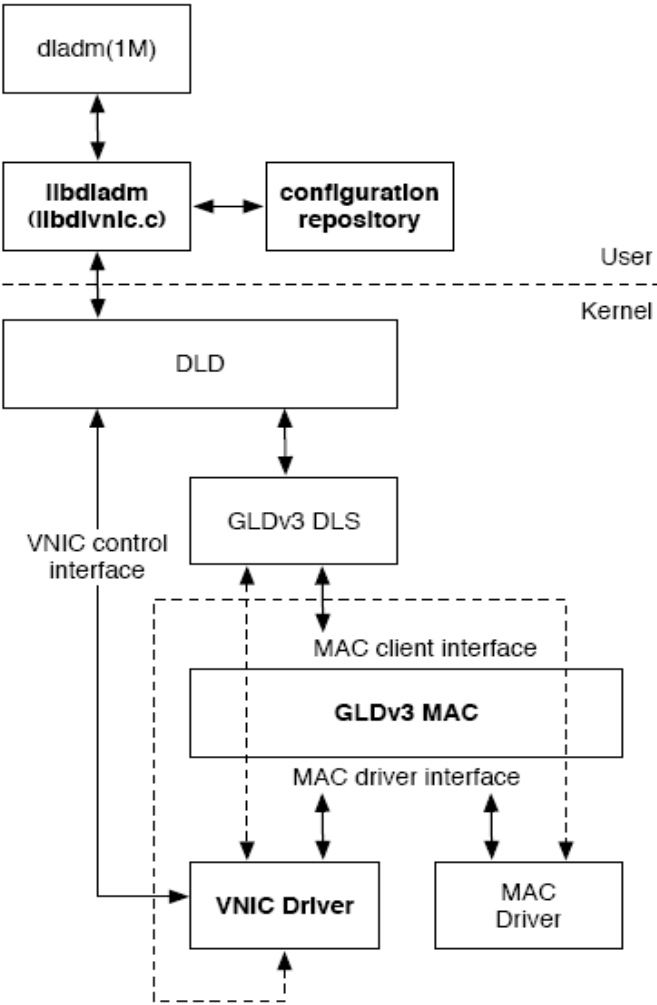 dladm(1M)
libdladm
(libdlvnic.c)
configuration
repository
User
Kernel
DLD
GLDv3 DLS
VNIC control
interface
MAC client interface
GLDv3 MAC
MAC driver interface
VNIC Driver
MAC
Driver